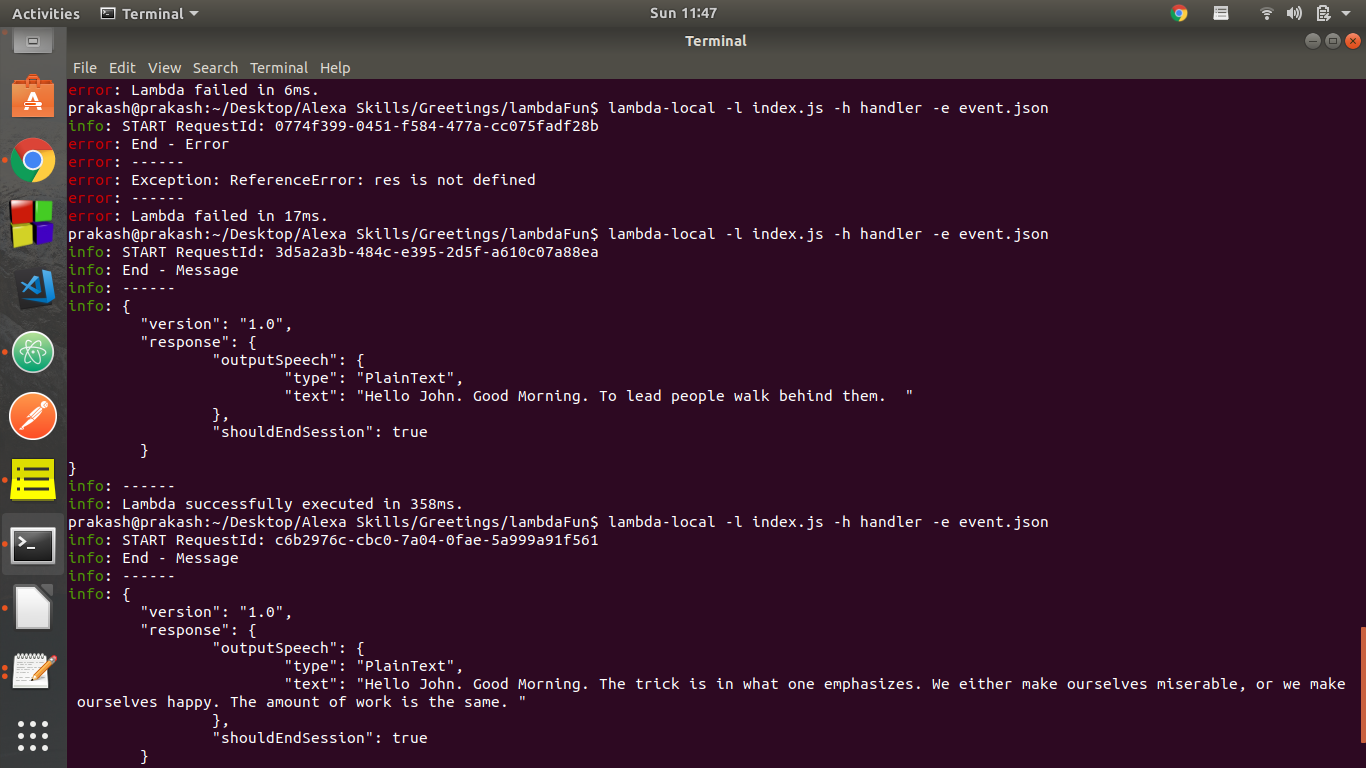 Activities Terminal Sun 11:47
Terminal
File Edit View Search Terminal Help
error: Lambda failed in 6ms.
prakash@prakash:~/Desktop/Alexa Skills/Greetings/lambdaFun$ lambda-local -l index.js -h handler -e event.json
info: START RequestId: 0774f399-0451-f584-477a-cc075fadf28b
error: End - Error
error: ------
error: Exception: ReferenceError: res is not defined
error: ------
error: Lambda failed in 17ms.
prakash@prakash:~/Desktop/Alexa Skills/Greetings/lambdaFun$ lambda-local -l index.js -h handler -e event.json
info: START RequestId: 3d5a2a3b-484c-e395-2d5f-a610c07a88ea
info: End - Message
info: ------
info: {
"version": "1.0",
"response": {
"outputSpeech": {
"type": "PlainText",
"text": "Hello John. Good Morning. To lead people walk behind them.  "
},
"shouldEndSession": true
}
}
info: ------
info: Lambda successfully executed in 358ms.
prakash@prakash:~/Desktop/Alexa Skills/Greetings/lambdaFun$ lambda-local -l index.js -h handler -e event.json
info: START RequestId: c6b2976c-cbc0-7a04-0fae-5a999a91f561
info: End - Message
info: ------
info: {
"version": "1.0",
"response": {
"outputSpeech": {
"type": "PlainText",
"text": "Hello John. Good Morning. The trick is in what one emphasizes. We either make ourselves miserable, or we make
ourselves happy. The amount of work is the same. "
},
"shouldEndSession": true
}